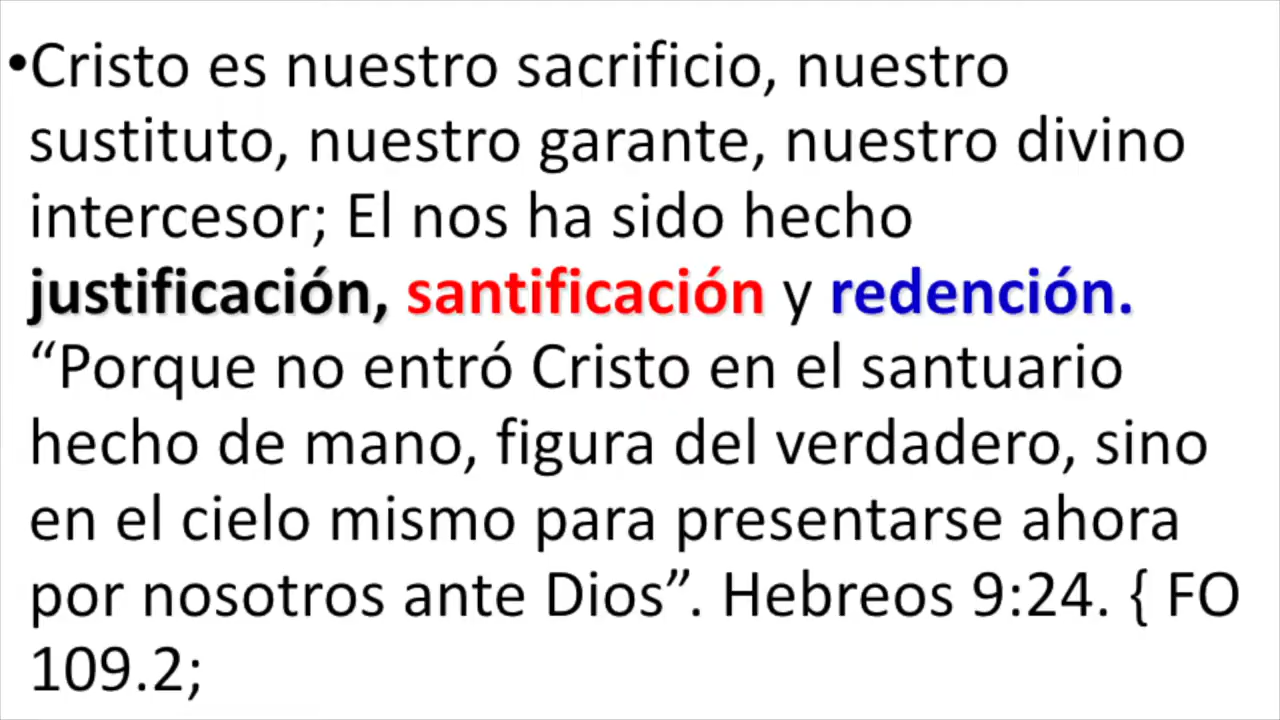 •Cristo es nuestro sacrificio, nuestro
sustituto, nuestro garante, nuestro divino
intercesor; El nos ha sido hecho
justificación, santificación y redención.
“Porque no entró Cristo en el santuario
hecho de mano, figura del verdadero, sino
en el cielo mismo para presentarse ahora
por nosotros ante Dios”. Hebreos 9:24. { FO
109.2;